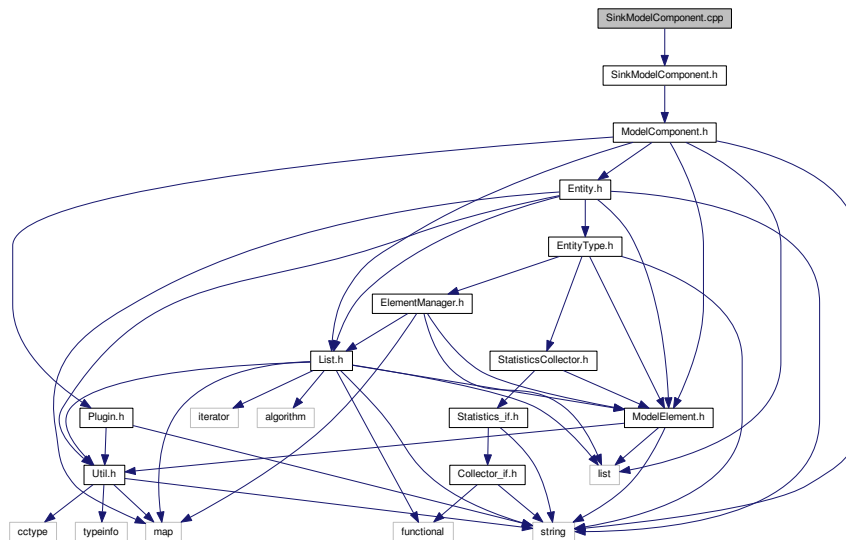 SinkModelComponent.cpp
SinkModelComponent.h
ModelComponent.h
Entity.h
EntityType.h
ElementManager.h
List.h
StatisticsCollector.h
iterator
algorithm
Plugin.h
Statistics_if.h
ModelElement.h
Util.h
Collector_if.h
list
cctype
typeinfo
map
functional
string